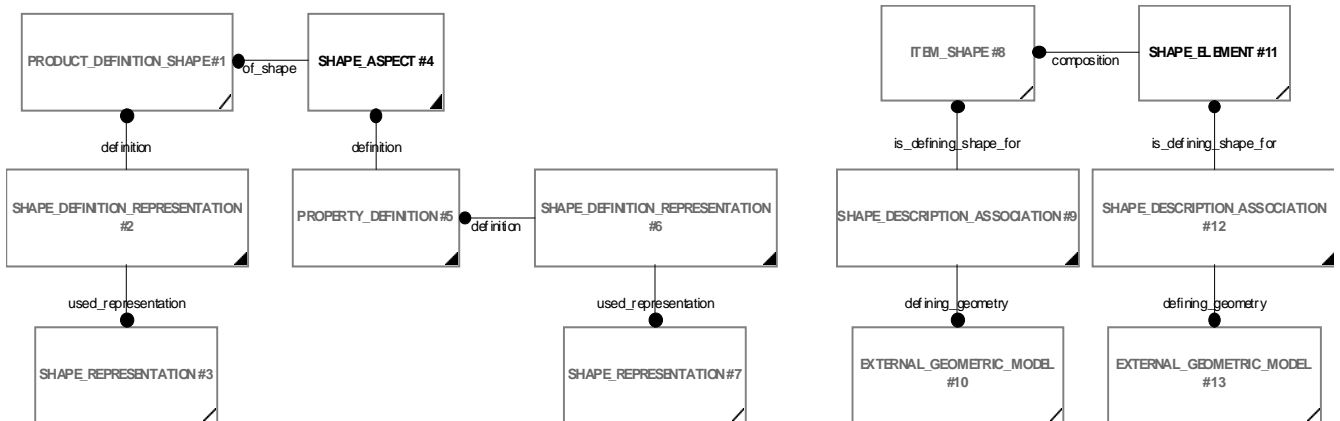 PRODUCT_DEFINITION_SHAPE #1
of_shape
SHAPE_ASPECT #4
definition
definition
SHAPE_DEFINITION_REPRESENTATION
#2
PROPERTY_DEFINITION #5
definition
SHAPE_DEFINITION_REPRESENTATION
#6
used_representation
used_representation
SHAPE_REPRESENTATION #3
SHAPE_REPRESENTATION #7
ITEM_SHAPE #8
composition
SHAPE_ELEMENT #11
is_defining_shape_for
is_defining_shape_for
SHAPE_DESCRIPTION_ASSOCIATION #9
SHAPE_DESCRIPTION_ASSOCIATION
#12
defining_geometry
defining_geometry
EXTERNAL_GEOMETRIC_MODEL
#10
EXTERNAL_GEOMETRIC_MODEL
#13